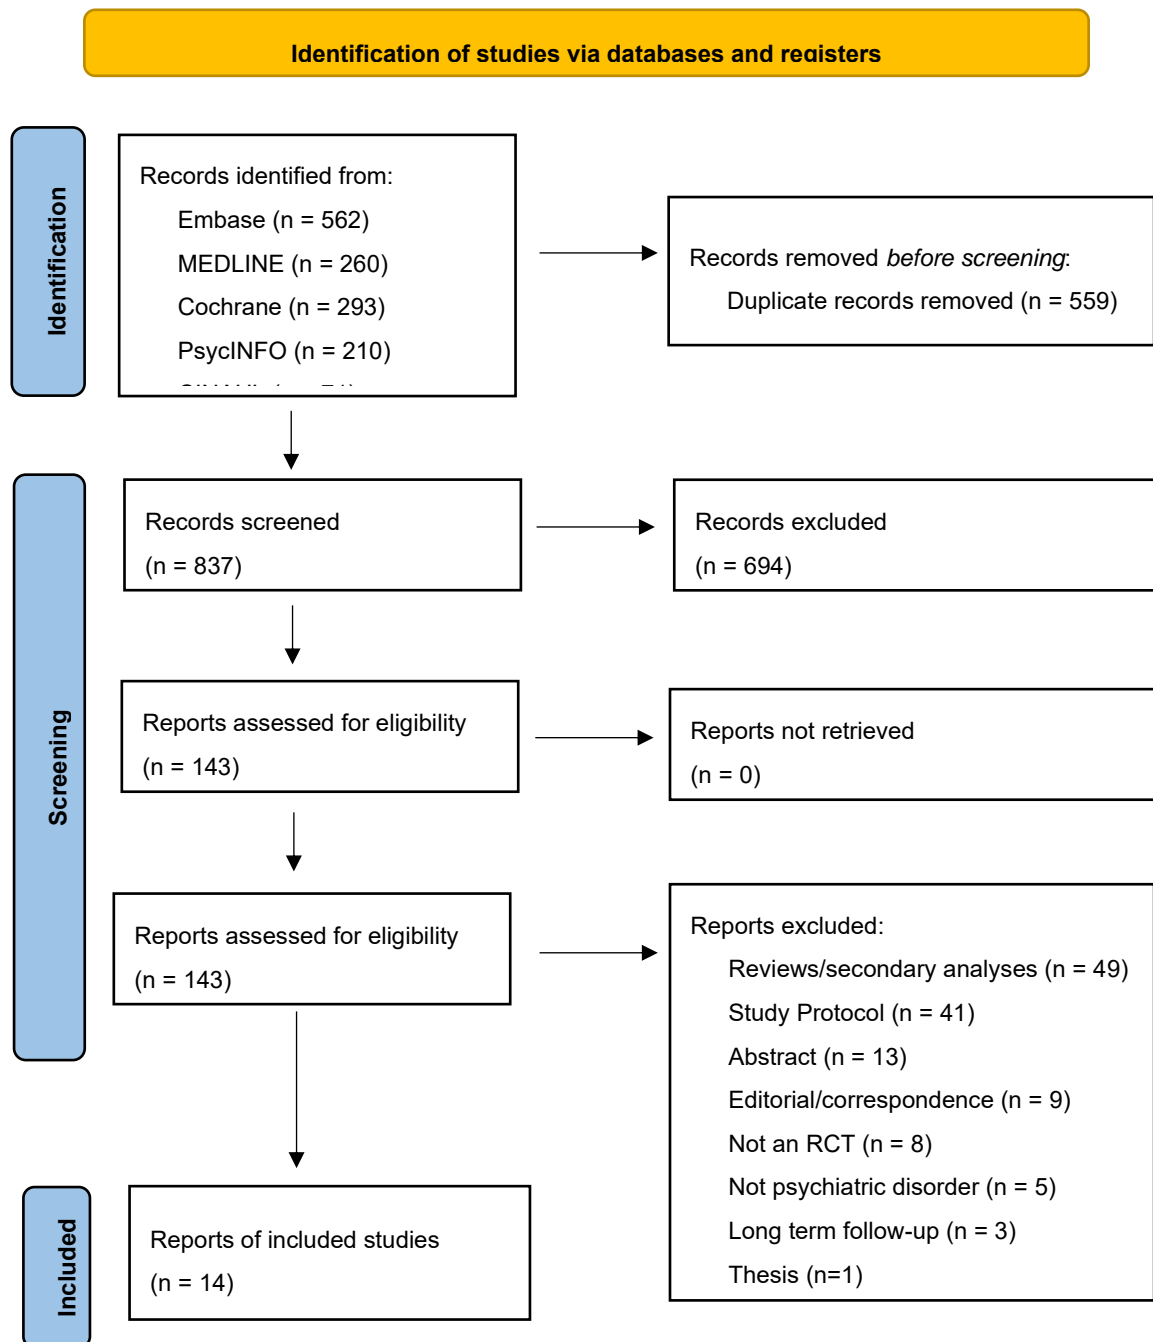 Identification of studies via databases and registers
Identification
Records identified from:
Embase (n = 562)
MEDLINE (n = 260)
Cochrane (n = 293)
PsycINFO (n = 210)
Records removed before screening:
Duplicate records removed (n = 559)
Screening
Records screened
(n = 837)
Records excluded
(n = 694)
Reports assessed for eligibility
(n = 143)
Reports not retrieved
(n = 0)
Reports assessed for eligibility
(n = 143)
Reports excluded:
Reviews/secondary analyses (n = 49)
Study Protocol (n = 41)
Abstract (n = 13)
Editorial/correspondence (n = 9)
Not an RCT (n = 8)
Not psychiatric disorder (n = 5)
Long term follow-up (n = 3)
Thesis (n=1)
Included
Reports of included studies
(n = 14)